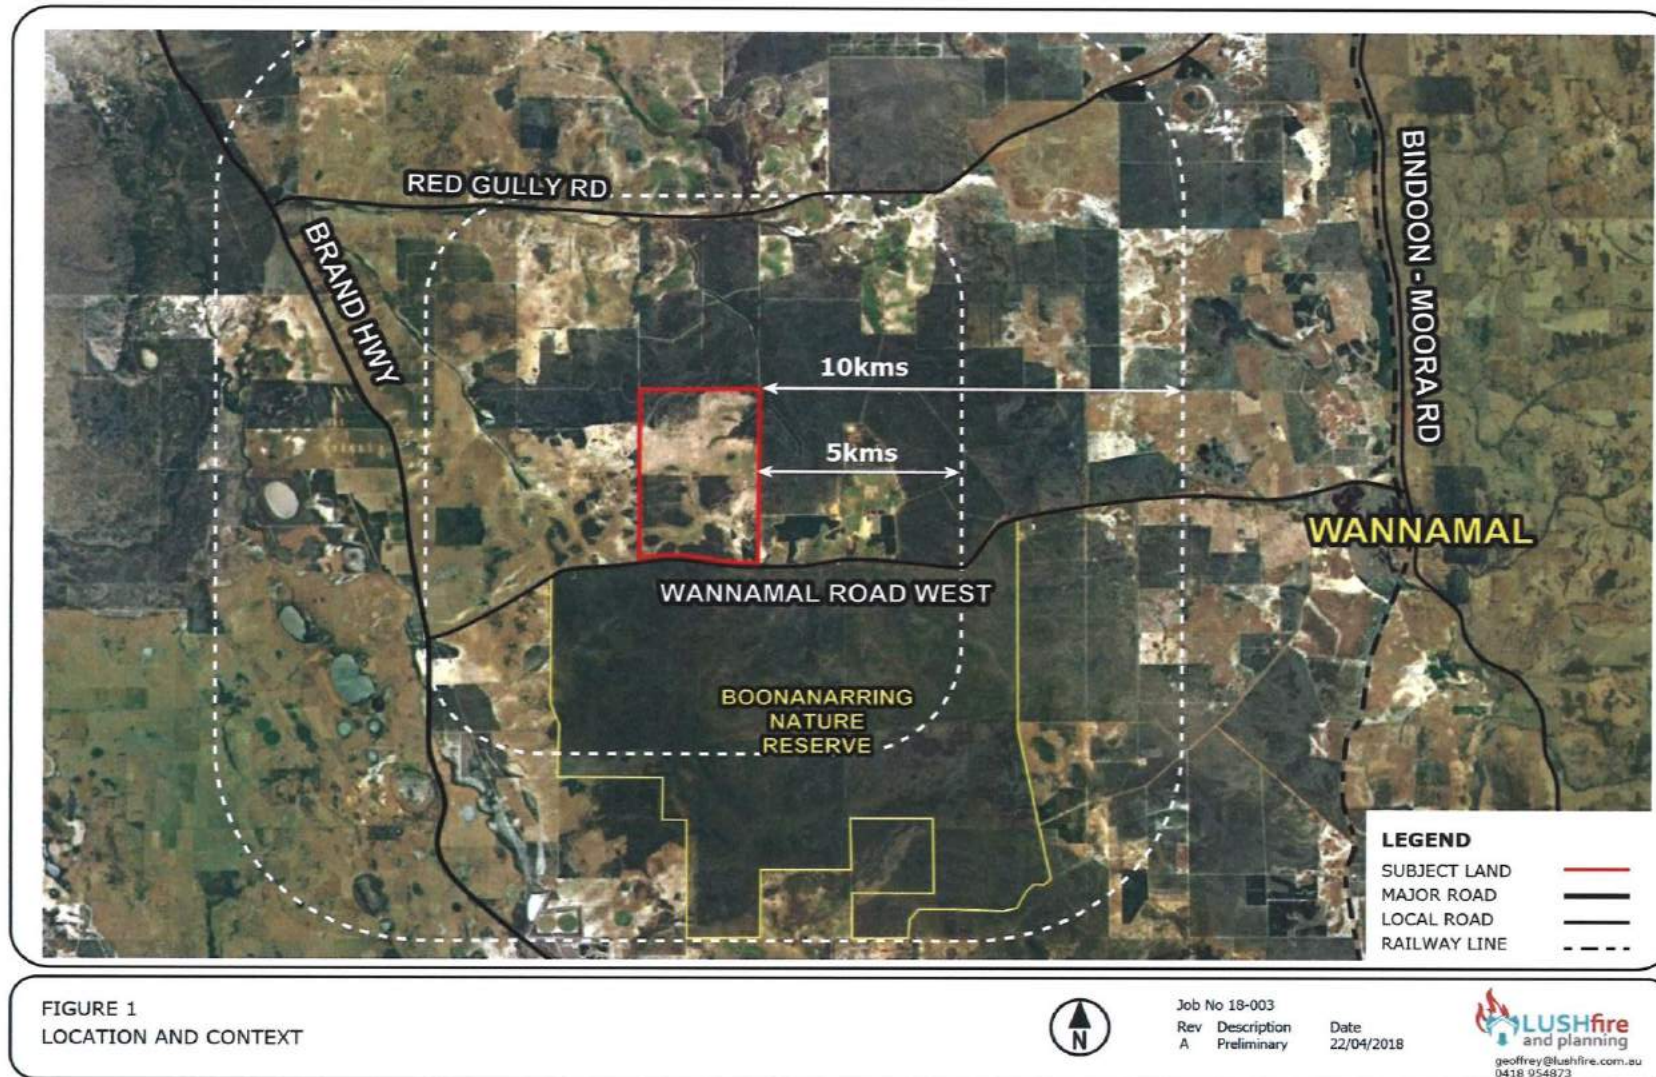 RED GULLY RD
BRAND HWY
BINDOON - MOORA RD
10kms
5kms
WANNAMAL
WANNAMAL ROAD WEST
BOONANARRING
NATURE
RESERVE
LEGEND
SUBJECT LAND
MAJOR ROAD
LOCAL ROAD
RAILWAY LINE
FIGURE 1
LOCATION AND CONTEXT
N
Job No 18-003
Rev Description Date
A Preliminary 22/04/2018
LUSHfire
and planning
geoffrey@lushfire.com.au
0418 954873